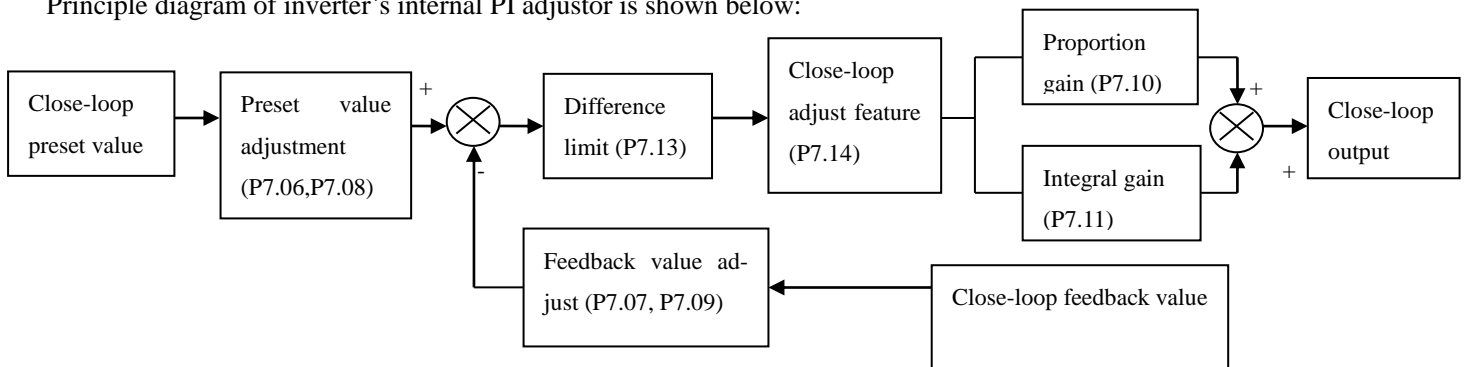 Principle diagram of inverter's internal PI adjustor is shown below:
Close-loop
preset value
Preset value
adjustment
(P7.06,P7.08)
+
-
Difference
limit (P7.13)
Close-loop
adjust feature
(P7.14)
Proportion
gain (P7.10)
Integral gain
(P7.11)
+
+
Close-loop
output
Feedback value ad-
just (P7.07, P7.09)
Close-loop feedback value